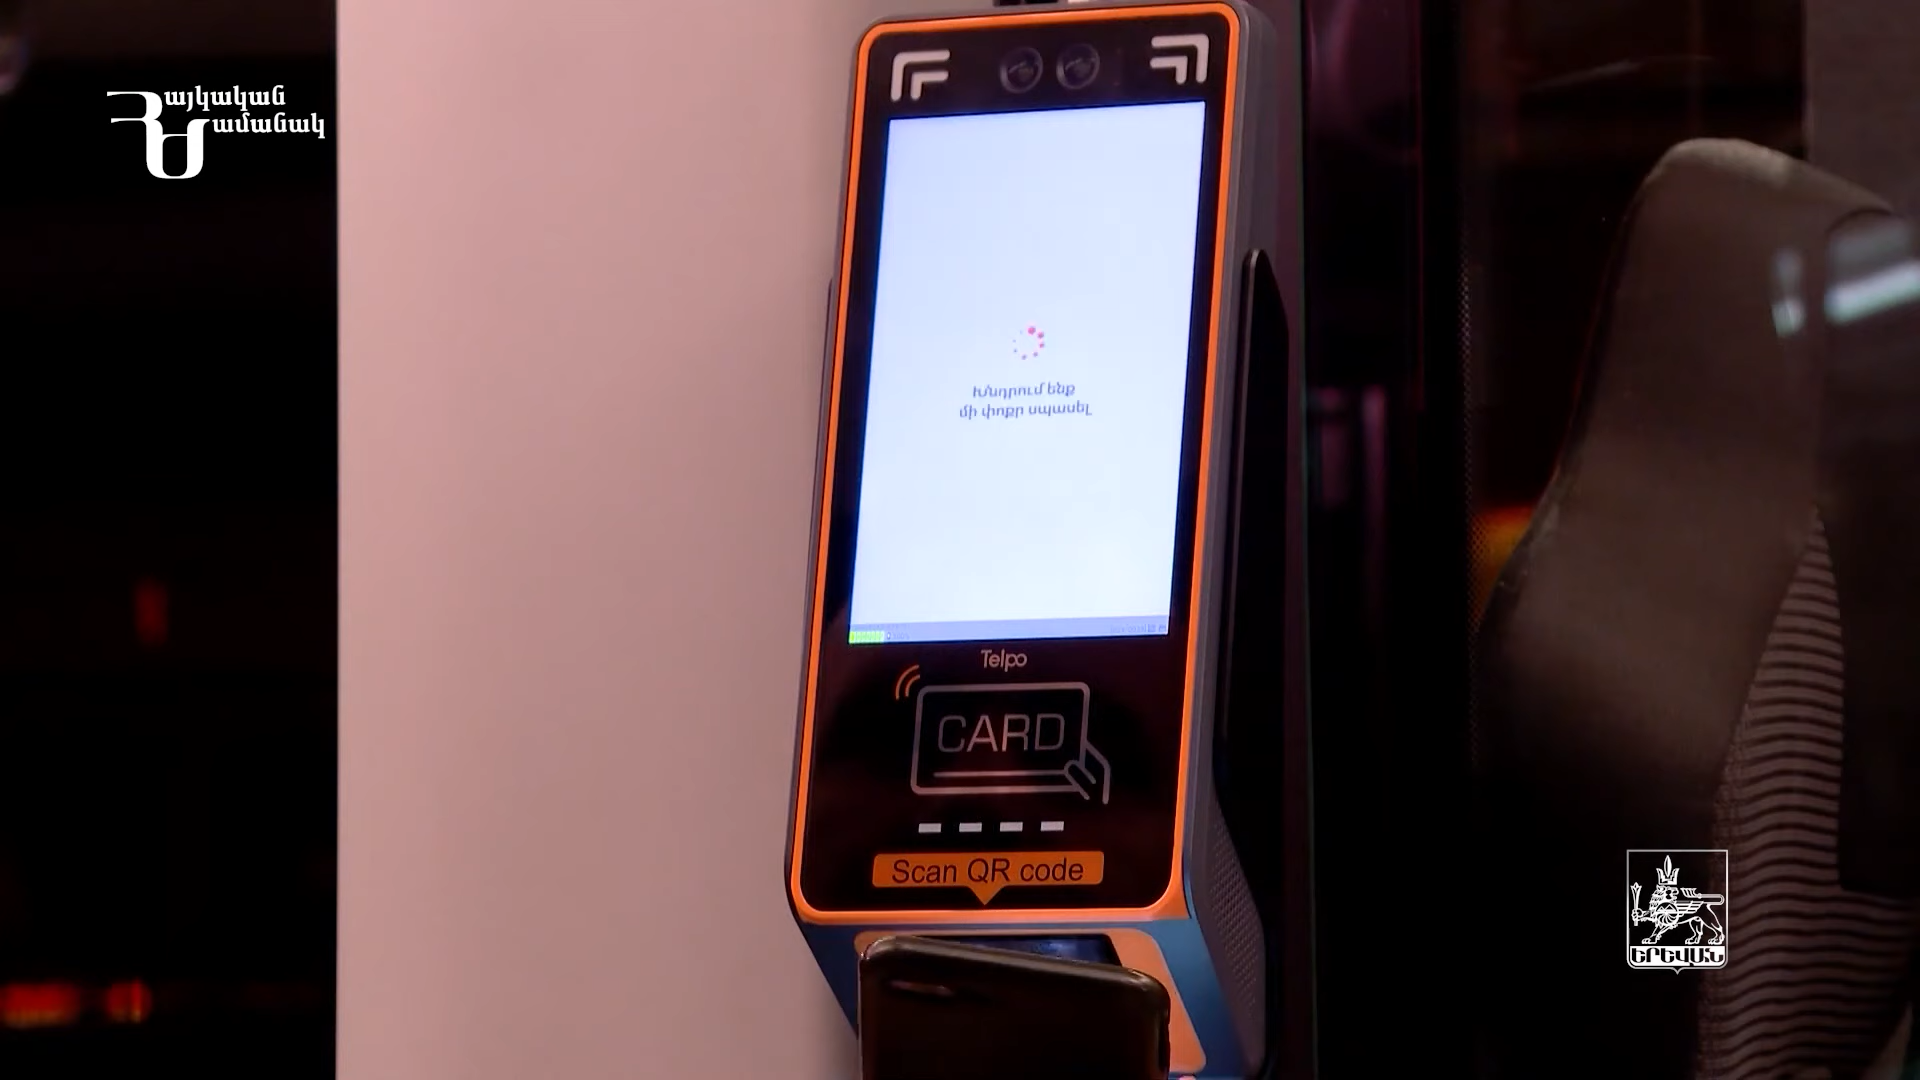 Հայկական
Ժամանակ
Խնդրում ենք
մի փոքր սպասել
Telpo
CARD
Scan QR code
ԵՐԵՎԱՆ